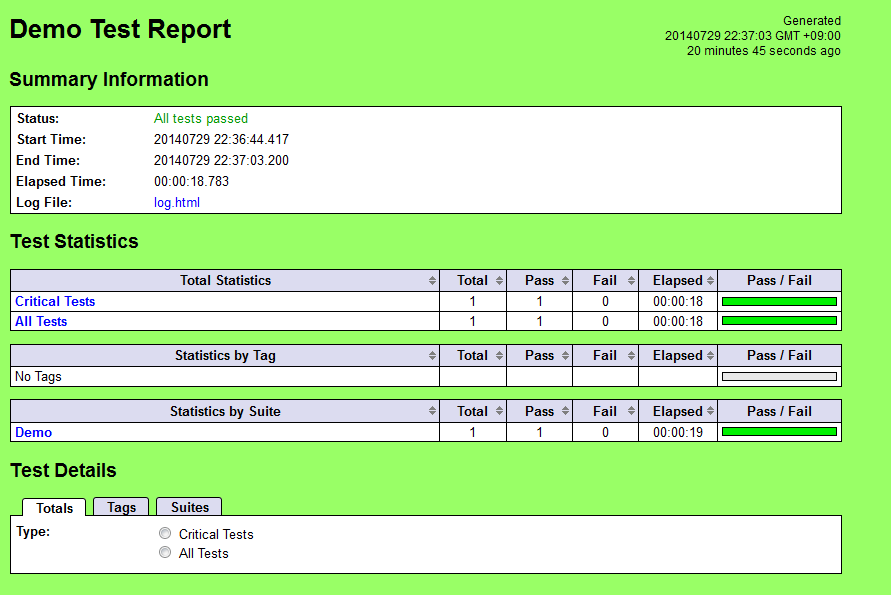 Demo Test Report
Generated
20140729 22:37:03 GMT +09:00
20 minutes 45 seconds ago
Summary Information
Status: All tests passed
Start Time: 20140729 22:36:44.417
End Time: 20140729 22:37:03.200
Elapsed Time: 00:00:18.783
Log File: log.html
Test Statistics
Total Statistics Total Pass Fail Elapsed Pass / Fail
Critical Tests 1 1 0 00:00:18
All Tests 1 1 0 00:00:18
Statistics by Tag Total Pass Fail Elapsed Pass / Fail
No Tags
Statistics by Suite Total Pass Fail Elapsed Pass / Fail
Demo 1 1 0 00:00:19
Test Details
Totals Tags Suites
Type: Critical Tests
All Tests